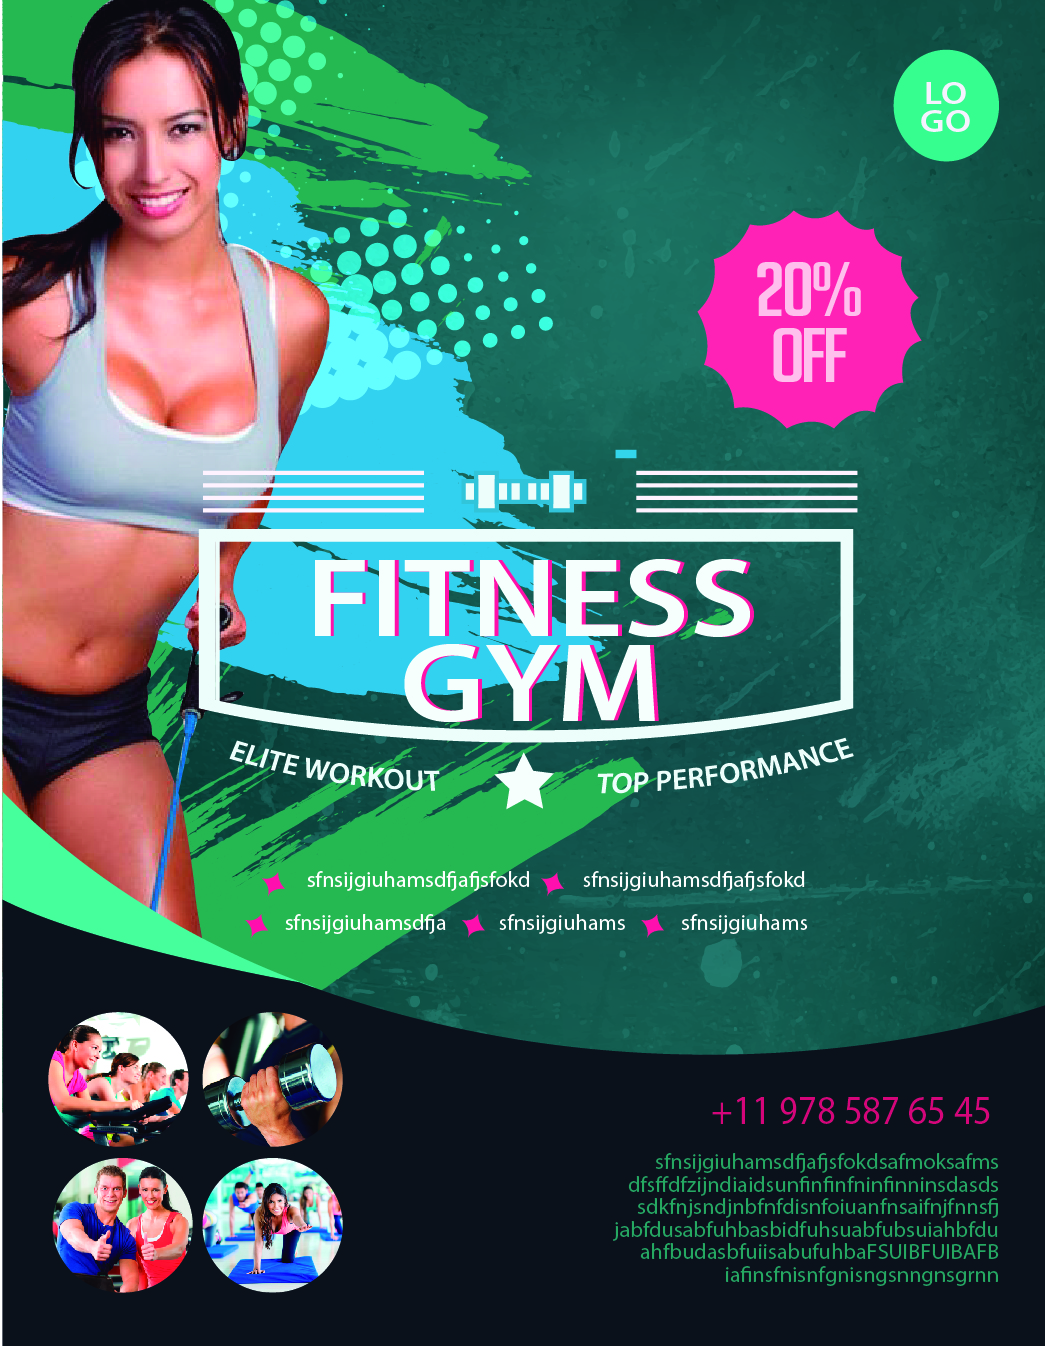 LO
GO
20%
OFF
FITNESS
GYM
ELITE WORKOUT
TOP PERFORMANCE
sfnsijgiuhamsdfjafjsfokd
sfnsijgiuhamsdfjafjsfokd
sfnsijgiuhamsdfja
sfnsijgiuhams
sfnsijgiuhams
+11 978 587 65 45
sfnsijgiuhamsdfjafjsfokdsafmoksafms
dfsffdfzijndiaidsunfinfinfninfinninsdasds
sdkfnjsndjnbfnfdisnfoiuanfnsaifnjfnnsfj
jabfdusabfuhbasbidfuhsuabfubsuiahbfdu
ahfbudasbfuiisabufuhbaFSUIBFUIBAFB
iafinsfnisnfgnisngsnngnsgrnn